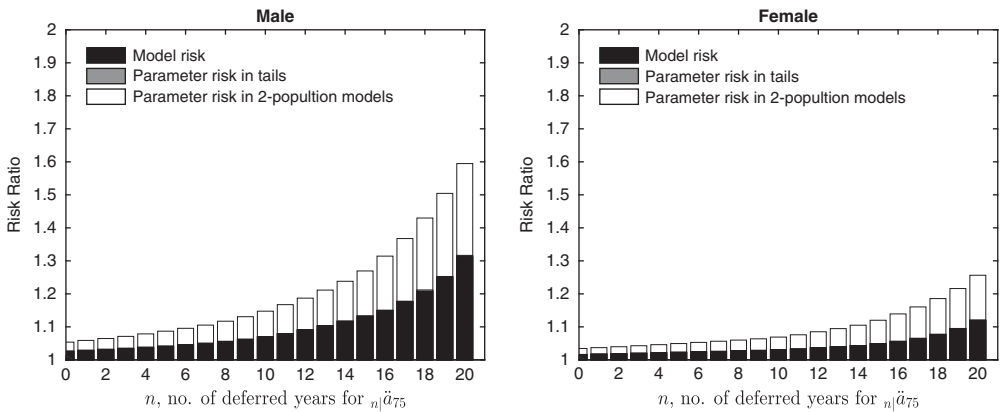 Male
2
1.9
1.8
1.7
1.6
1.5
1.4
1.3
1.2
1.1
1
Risk Ratio
Model risk
Parameter risk in tails
Parameter risk in 2-popultion models
0 2 4 6 8 10 12 14 16 18 20
n, no. of deferred years for n|ä75
Female
2
1.9
1.8
1.7
1.6
1.5
1.4
1.3
1.2
1.1
1
Risk Ratio
Model risk
Parameter risk in tails
Parameter risk in 2-popultion models
0 2 4 6 8 10 12 14 16 18 20
n, no. of deferred years for n|ä75